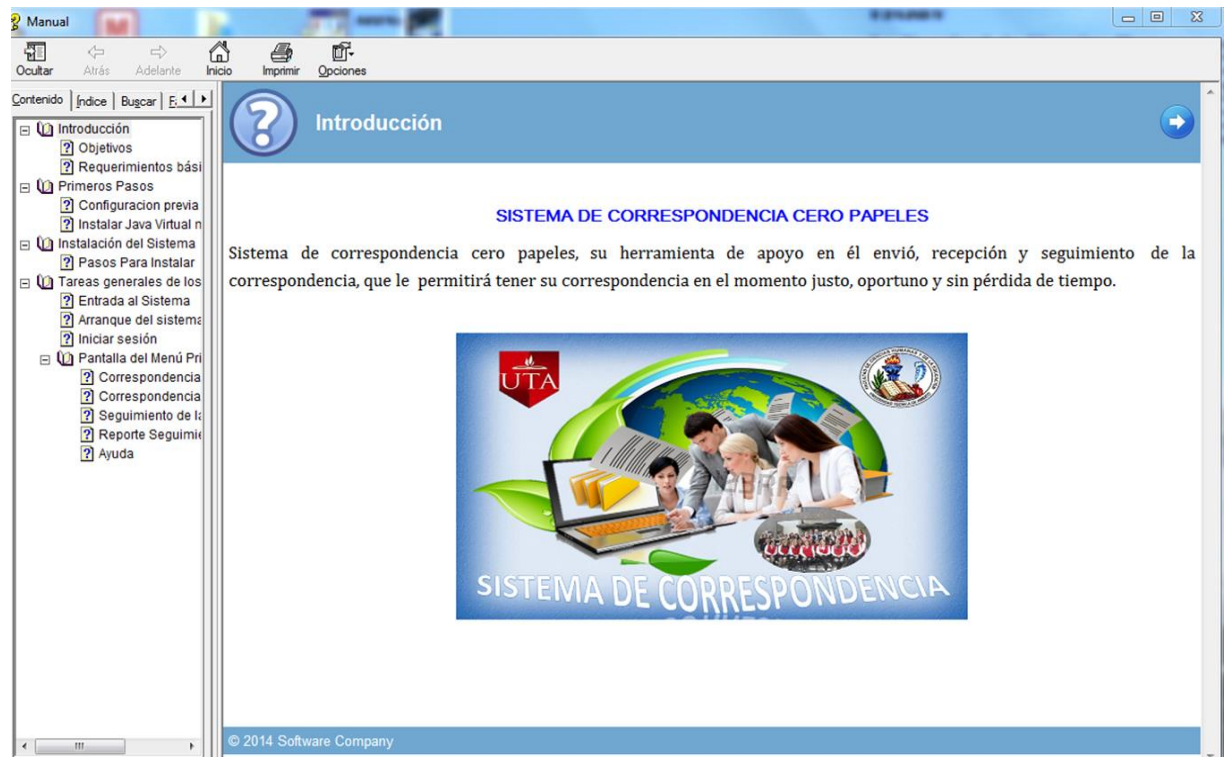 Manual
Ocultar Atrás Adelante Inicio Imprimir Opciones
Contenido Índice Buscar
Introducción
Objetivos
Requerimientos bási
Primeros Pasos
Configuracion previa
Instalar Java Virtual
Instalación del Sistema
Pasos Para Instalar
Tareas generales de los
Entrada al Sistema
Arranque del sistema
Iniciar sesión
Pantalla del Menú Pri
Correspondencia
Correspondencia
Seguimiento de
Reporte Seguimie
Ayuda
Introducción
SISTEMA DE CORRESPONDENCIA CERO PAPELES
Sistema de correspondencia cero papeles, su herramienta de apoyo en él envió, recepción y seguimiento de la
correspondencia, que le permitirá tener su correspondencia en el momento justo, oportuno y sin pérdida de tiempo.
UTA
SISTEMA DE CORRESPONDENCIA
© 2014 Software Company